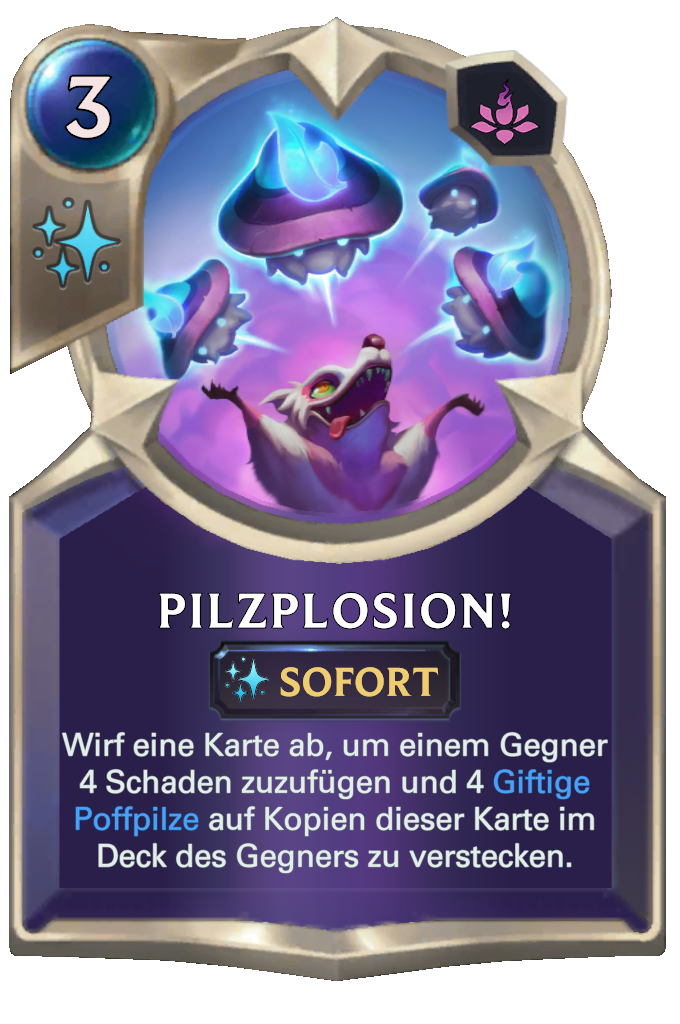 3
PILZPLOSION!
SOFORT
Wirf eine Karte ab, um einem Gegner
4 Schaden zuzufügen und 4 Giftige
Poffpilze auf Kopien dieser Karte im
Deck des Gegners zu verstecken.